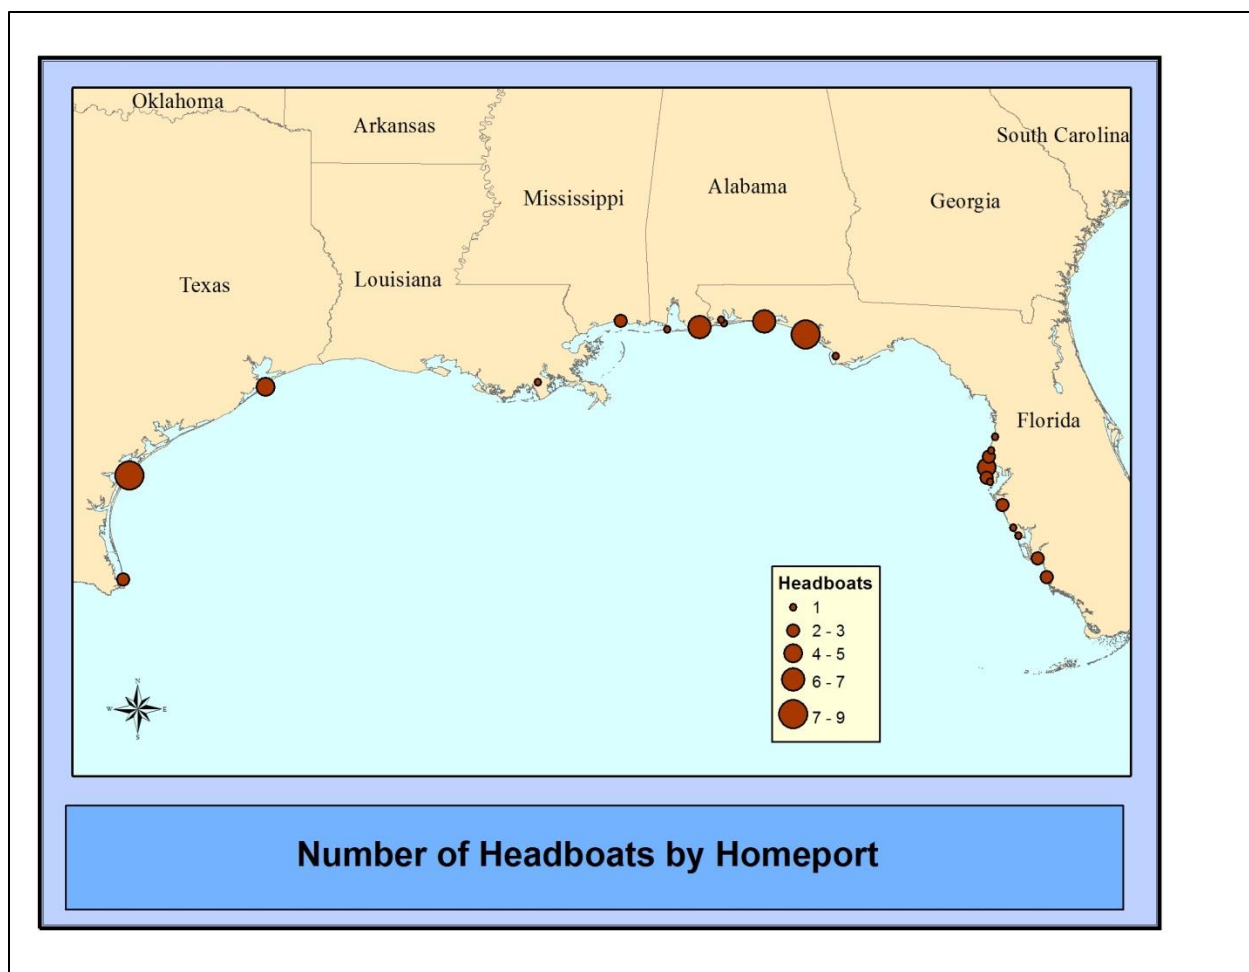 Oklahoma
Arkansas
South Carolina
Mississippi
Alabama
Georgia
Texas
Louisiana
Florida
Headboats
1
2 - 3
4 - 5
6 - 7
7 - 9
N
W
E
S
Number of Headboats by Homeport